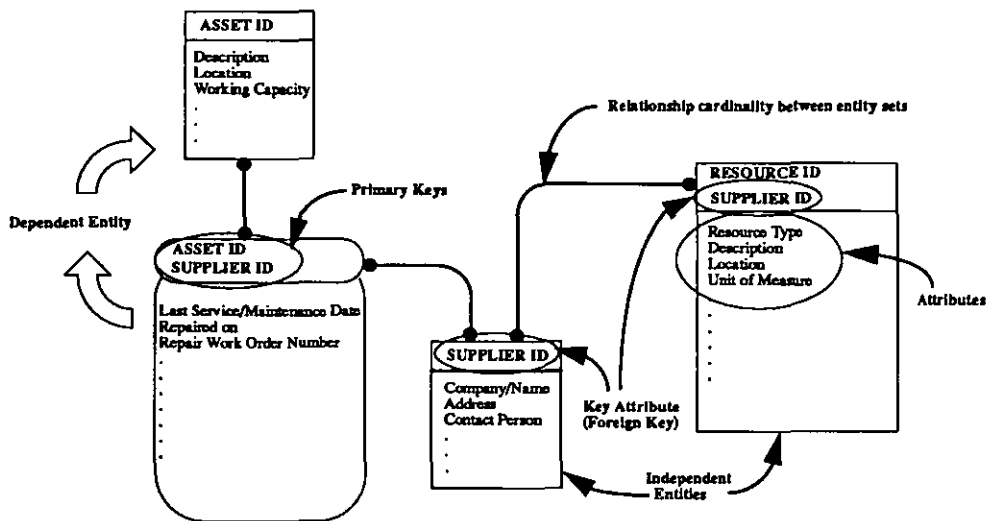 ASSET ID
Description
Location
Working Capacity
.
.
.
Relationship cardinality between entity sets
Primary Keys
Dependent Entity
ASSET ID
SUPPLIER ID
Last Service/Maintenance Date
Repaired on
Repair Work Order Number
.
.
.
.
.
.
.
.
RESOURCE ID
SUPPLIER ID
Resource Type
Description
Location
Unit of Measure
.
.
.
.
.
Attributes
SUPPLIER ID
Company/Name
Address
Contact Person
.
.
.
Key Attribute
(Foreign Key)
Independent
Entities